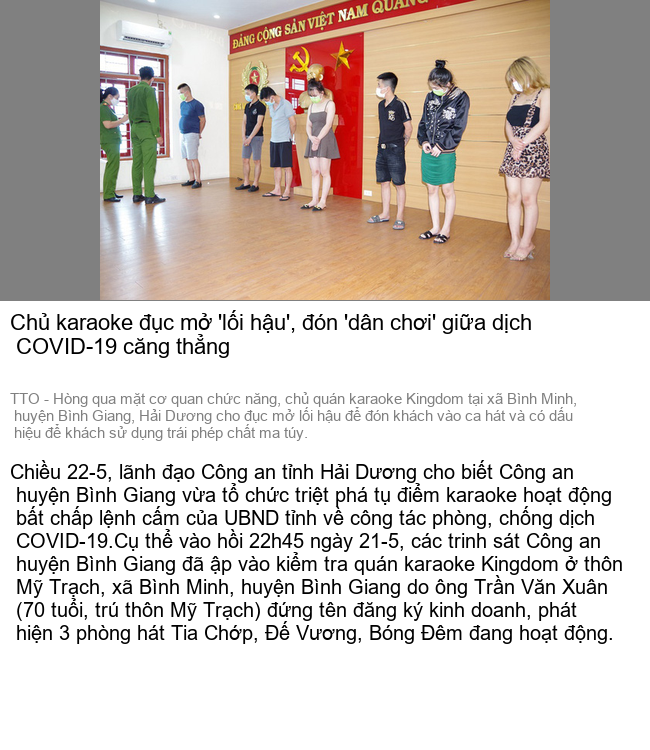 ĐẢNG CỘNG SẢN VIỆT NAM QUANG
Chủ karaoke đục mở 'lối hậu', đón 'dân chơi' giữa dịch
COVID-19 căng thẳng
TTO - Hòng qua mặt cơ quan chức năng, chủ quán karaoke Kingdom tại xã Bình Minh,
huyện Bình Giang, Hải Dương cho đục mở lối hậu để đón khách vào ca hát và có dấu
hiệu để khách sử dụng trái phép chất ma túy.
Chiều 22-5, lãnh đạo Công an tỉnh Hải Dương cho biết Công an
huyện Bình Giang vừa tổ chức triệt phá tụ điểm karaoke hoạt động
bất chấp lệnh cấm của UBND tỉnh về công tác phòng, chống dịch
COVID-19.Cụ thể vào hồi 22h45 ngày 21-5, các trinh sát Công an
huyện Bình Giang đã ập vào kiểm tra quán karaoke Kingdom ở thôn
Mỹ Trạch, xã Bình Minh, huyện Bình Giang do ông Trần Văn Xuân
(70 tuổi, trú thôn Mỹ Trạch) đứng tên đăng ký kinh doanh, phát
hiện 3 phòng hát Tia Chớp, Đế Vương, Bóng Đêm đang hoạt động.